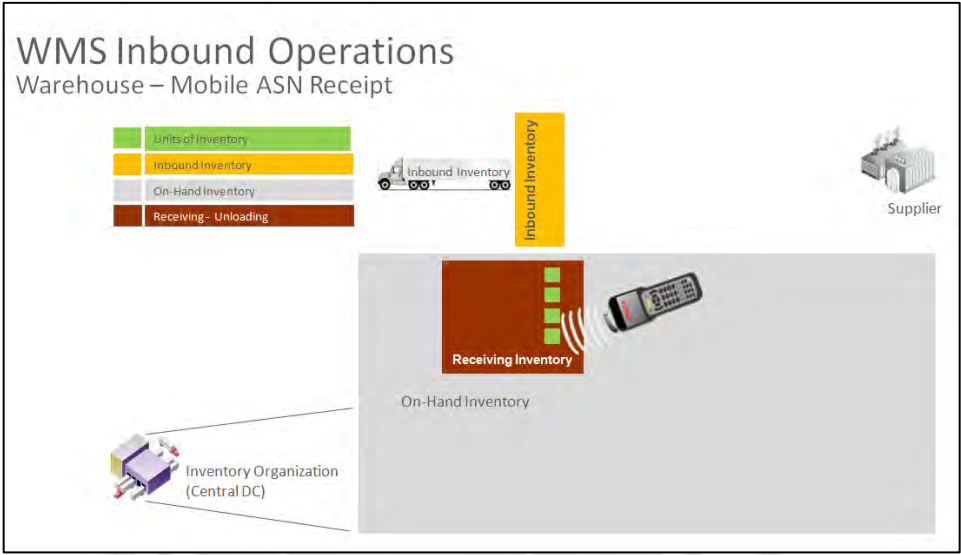 WMS Inbound Operations
Warehouse – Mobile ASN Receipt
Units of Inventory
Inbound Inventory
On-Hand Inventory
Receiving - Unloading
Inbound Inventory
Inbound Inventory
Supplier
Receiving Inventory
On-Hand Inventory
Inventory Organization
(Central DC)